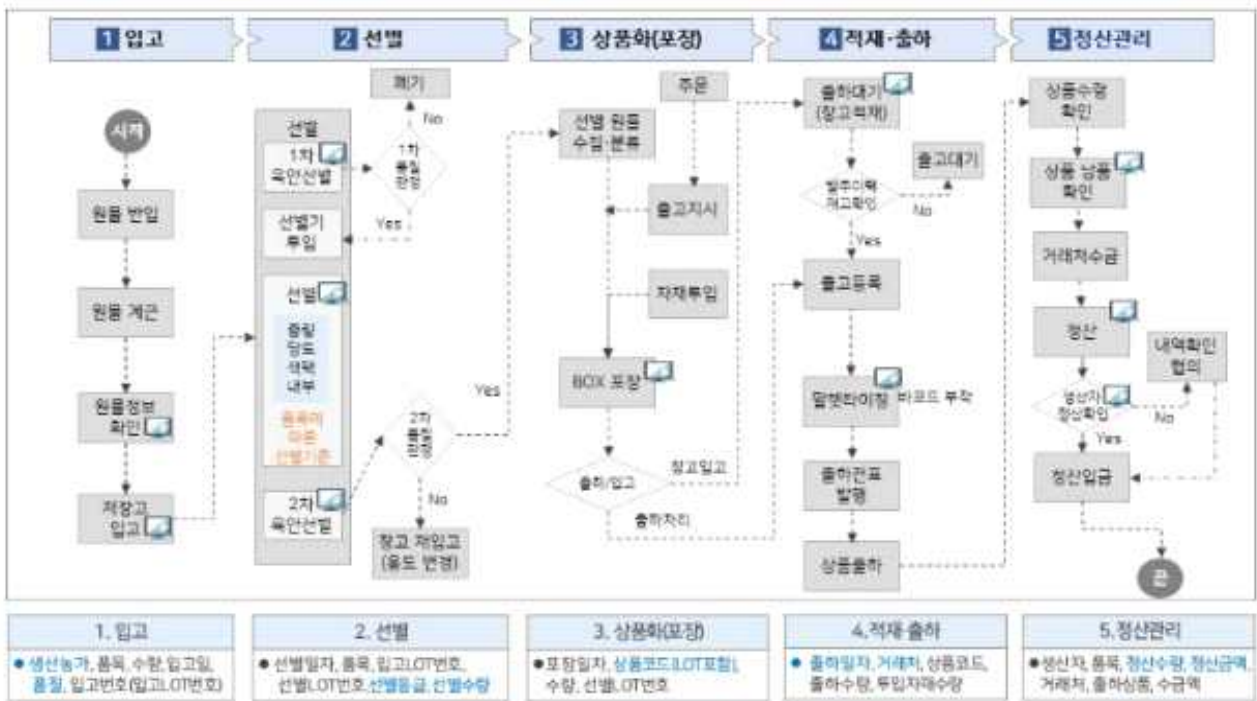 1 입고
2 선별
3 상품화(포장)
4 적재·출하
5 정산관리
시작
원물 반입
원물 계근
원물정보
확인
저장고
입고
선별
1차
육안선별
선별기
투입
선별
중량
당도
색택
내부
품목에
따른
선별기준
2차
육안선별
폐기
No
1차
품질
판정
Yes
2차
품질
판정
Yes
No
창고 재입고
(용도 변경)
주문
선별 원물
수집·분류
출고지시
자재투입
BOX 포장
출하/입고
창고입고
출하처리
출하대기
(창고적재)
출고대기
발주이력
재고확인
No
Yes
출고등록
팔렛타이징
바코드 부착
출하전표
발행
상품출하
상품수량
확인
상품 납품
확인
거래처수금
정산
내역확인
협의
생산자
정산확인
No
Yes
정산입금
끝
1. 입고
● 생산농가, 품목, 수량, 입고일,
품질, 입고번호(입고LOT번호)
2. 선별
● 선별일자, 품목, 입고LOT번호,
선별LOT번호, 선별등급, 선별수량
3. 상품화(포장)
● 포장일자, 상품코드(LOT포함),
수량, 선별LOT번호
4. 적재·출하
● 출하일자, 거래처, 상품코드,
출하수량, 투입자재수량
5. 정산관리
● 생산자, 품목, 정산수량, 정산금액,
거래처, 출하상품, 수금액